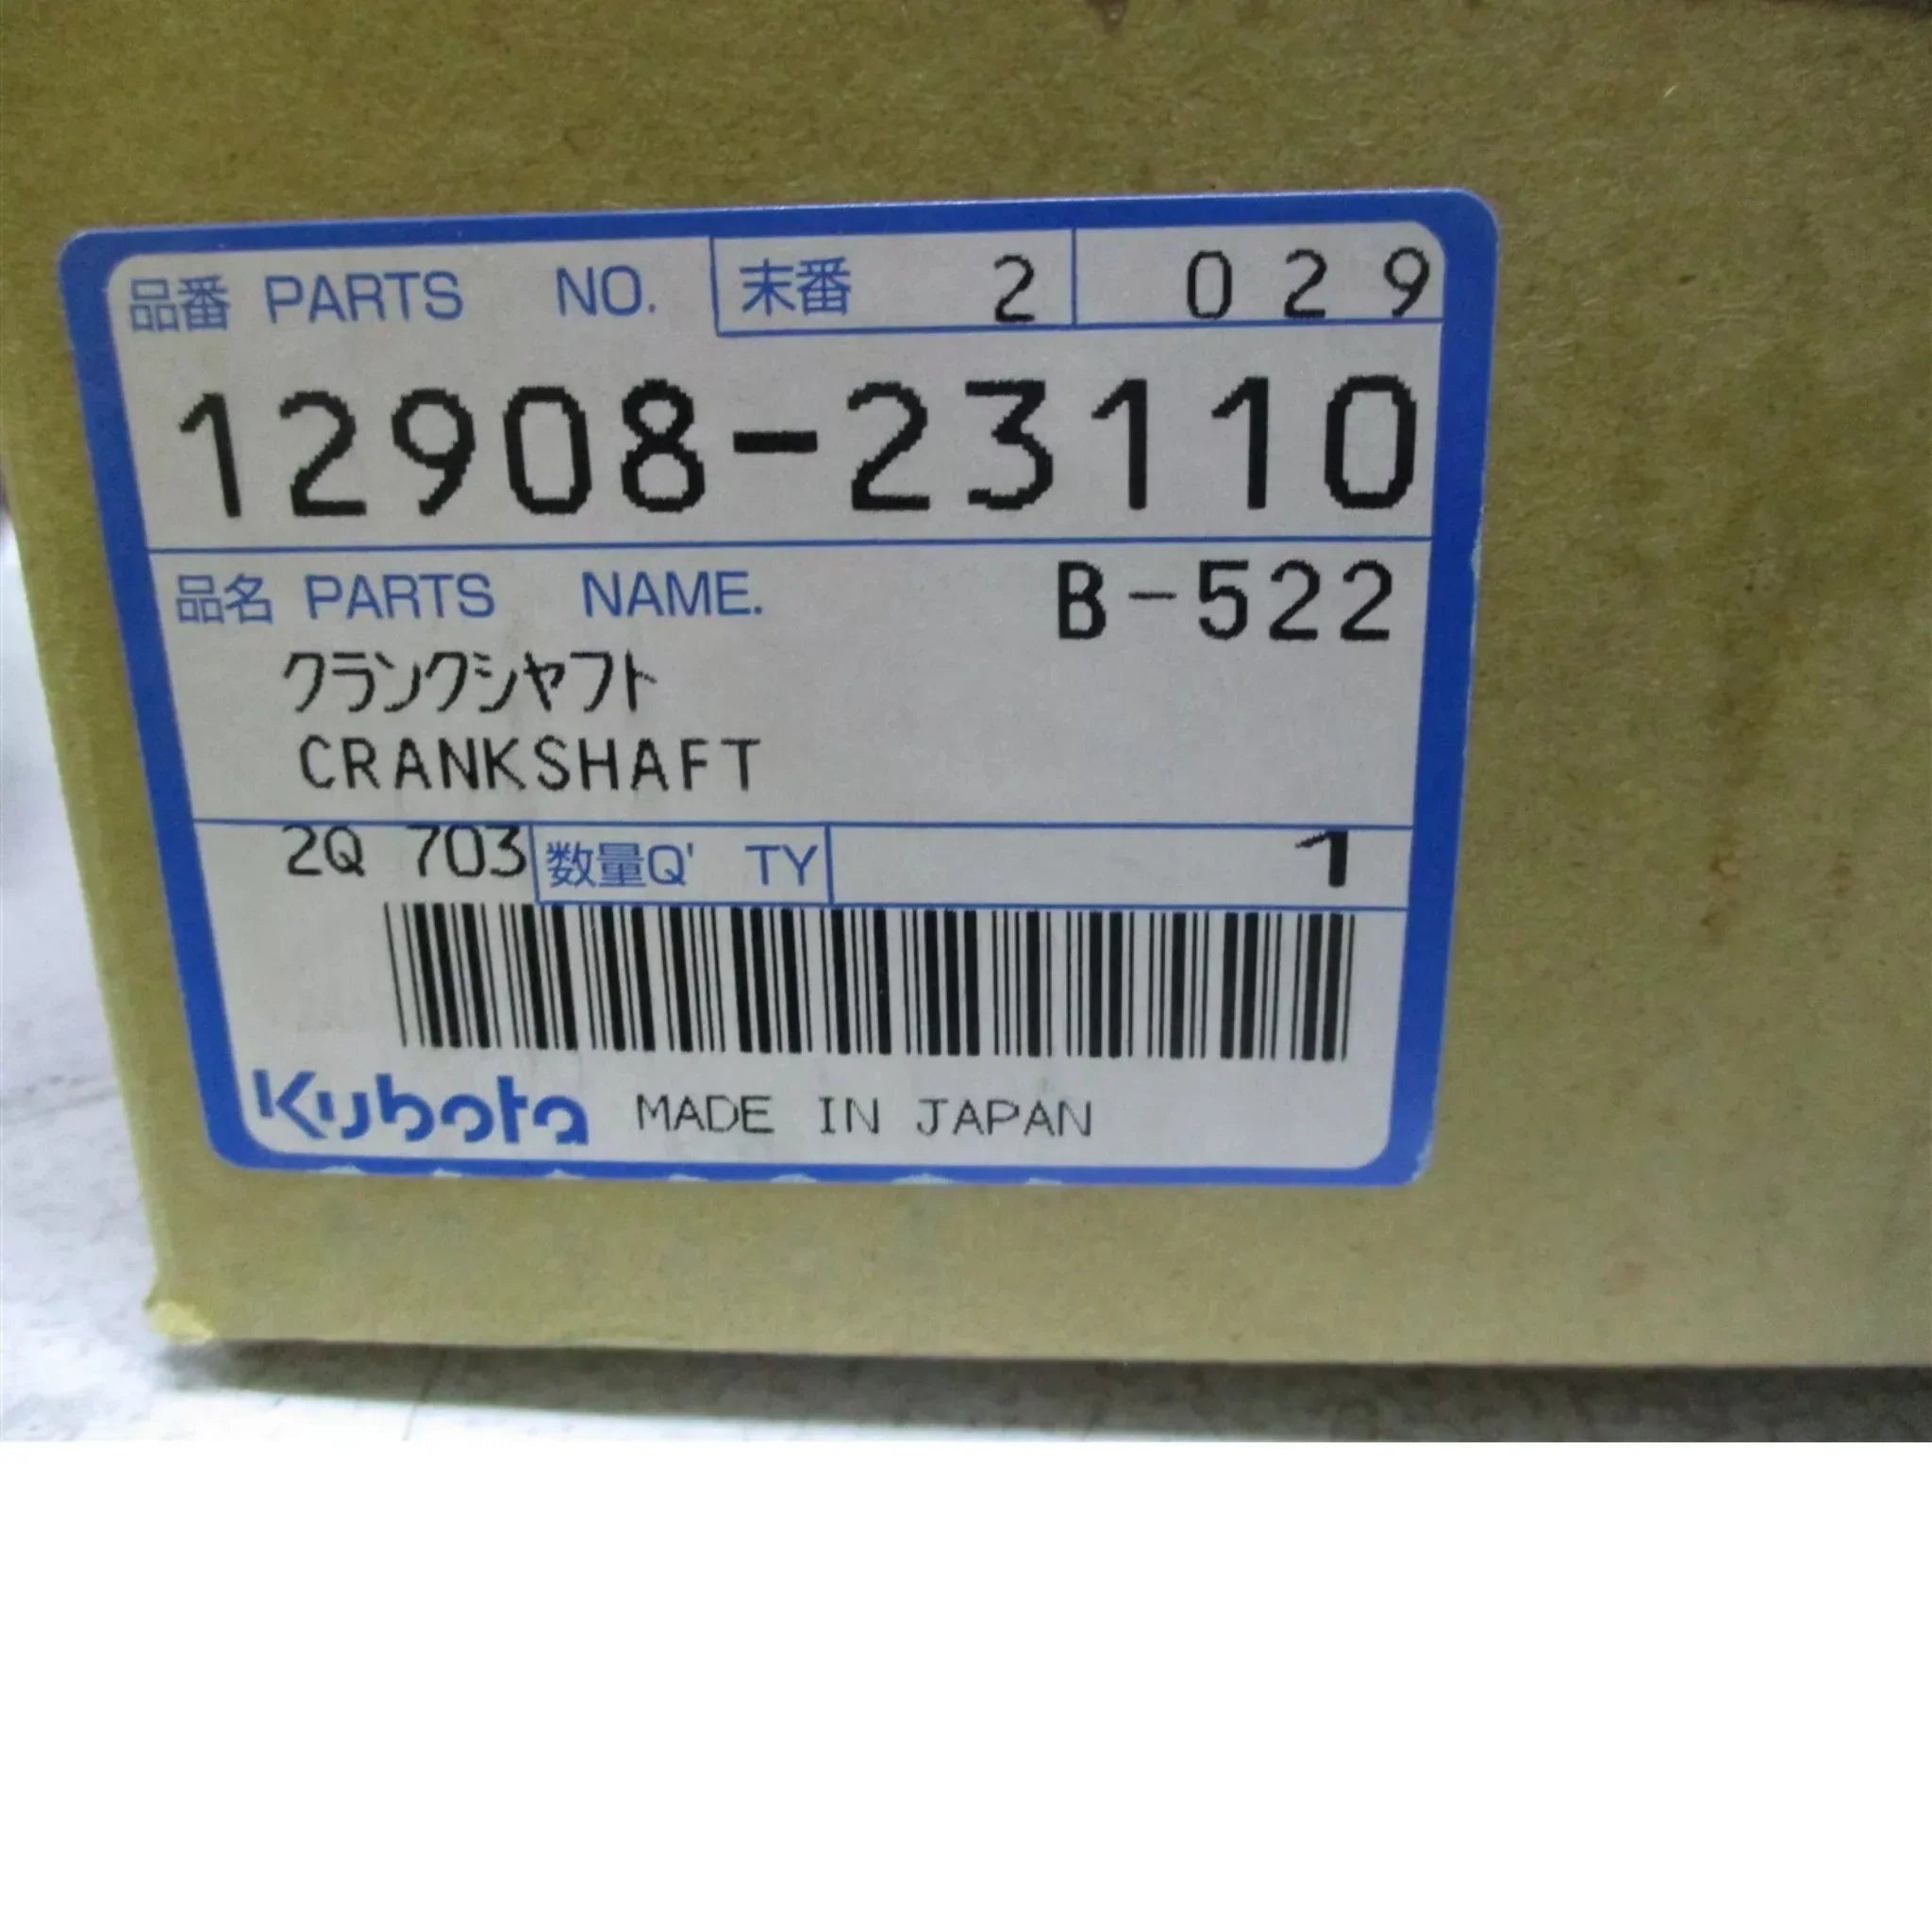 品番 PARTS NO. 末番 2 029
12908-23110
品名 PARTS NAME. B-522
クランクシャフト
CRANKSHAFT
2Q 703 数量Q'TY 1
Kubota MADE IN JAPAN